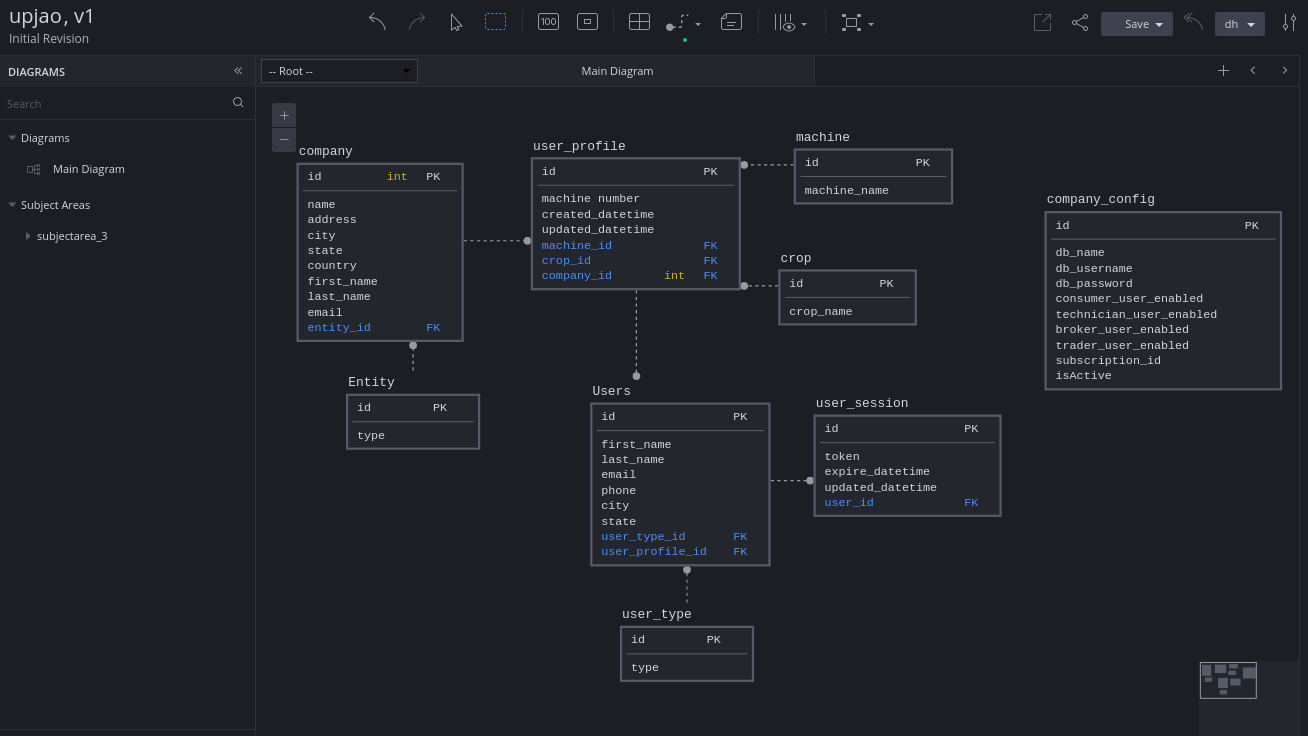 upjao, v1
Initial Revision
100
Save
dh
DIAGRAMS
-- Root --
Main Diagram
Search
Diagrams
Main Diagram
Subject Areas
subjectarea_3
+
−
company
id int PK
name
address
city
state
country
first_name
last_name
email
entity_id FK
user_profile
id PK
machine number
created_datetime
updated_datetime
machine_id FK
crop_id FK
company_id int FK
machine
id PK
machine_name
crop
id PK
crop_name
company_config
id PK
db_name
db_username
db_password
consumer_user_enabled
technician_user_enabled
broker_user_enabled
trader_user_enabled
subscription_id
isActive
Entity
id PK
type
Users
id PK
first_name
last_name
email
phone
city
state
user_type_id FK
user_profile_id FK
user_session
id PK
token
expire_datetime
updated_datetime
user_id FK
user_type
id PK
type